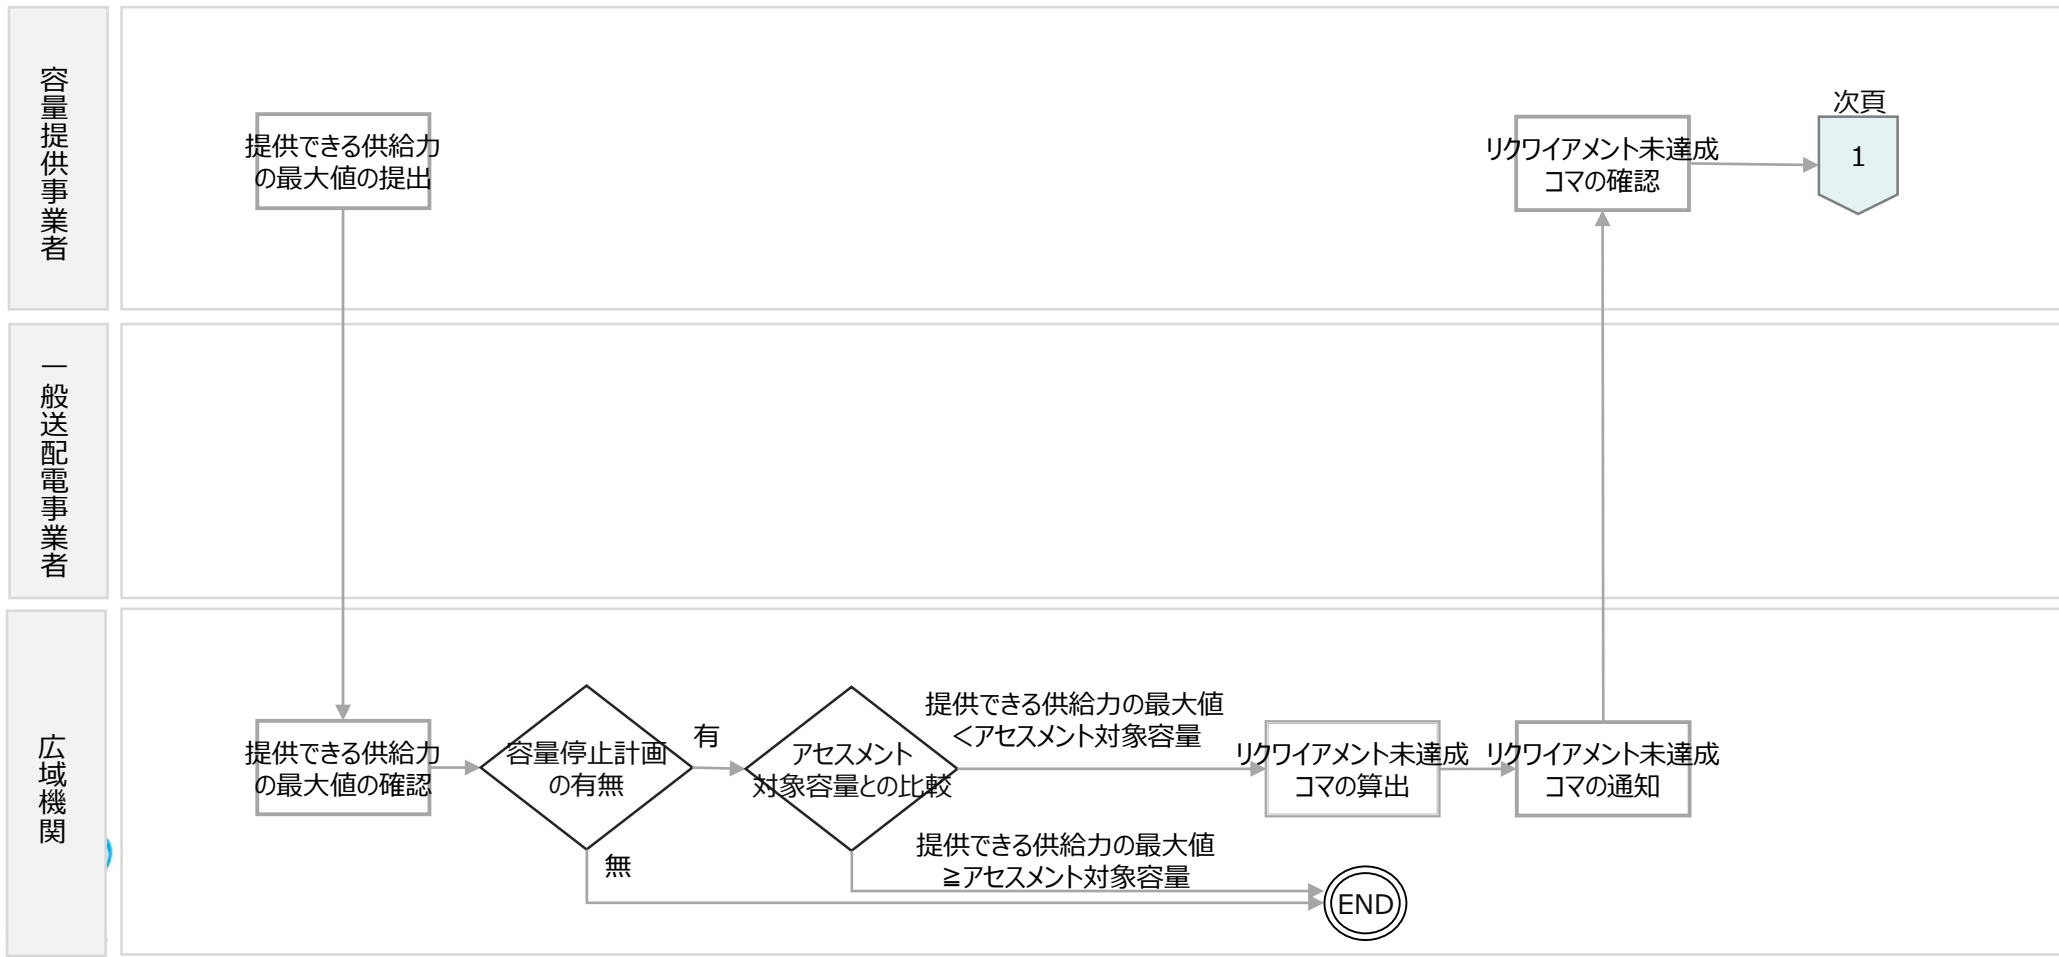 容量提供事業者
提供できる供給力
の最大値の提出
リクワイアメント未達成
コマの確認
次頁
1
一般送配電事業者
広域機関
提供できる供給力
の最大値の確認
容量停止計画
の有無
有
無
アセスメント
対象容量との比較
提供できる供給力の最大値
<アセスメント対象容量
提供できる供給力の最大値
≧アセスメント対象容量
リクワイアメント未達成
コマの算出
リクワイアメント未達成
コマの通知
END